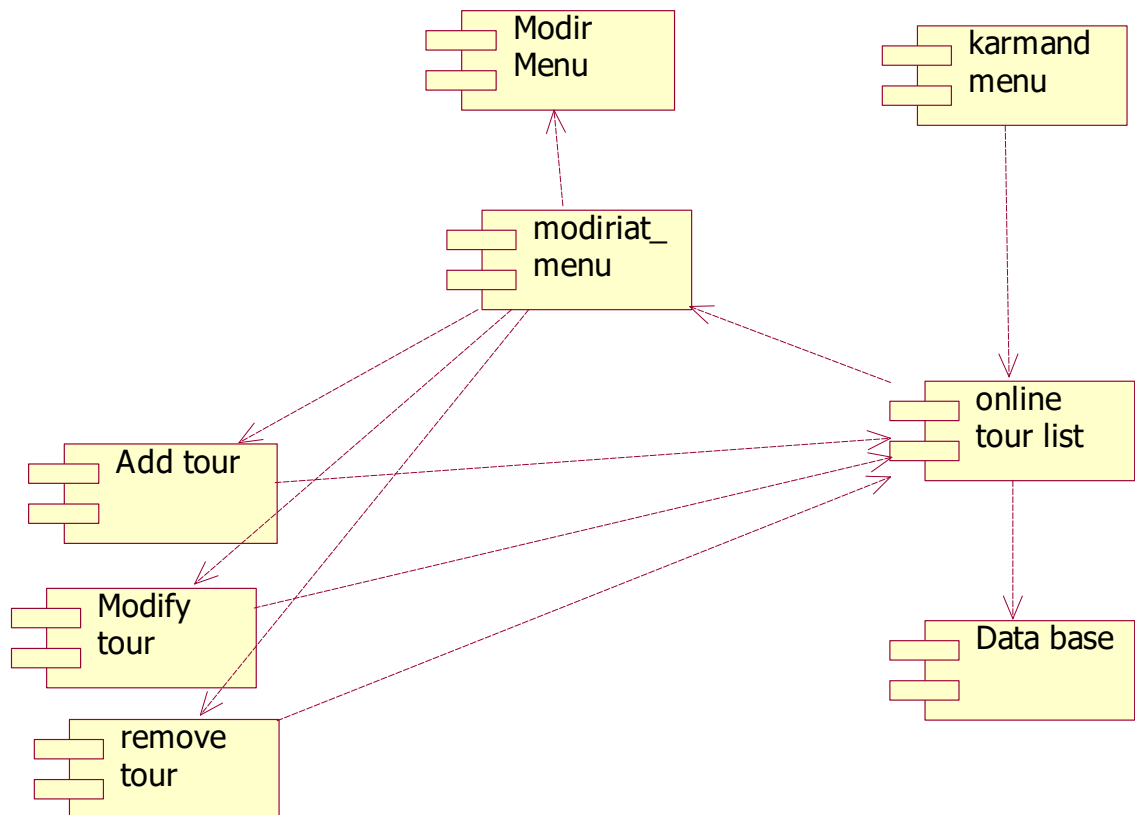 Modir
Menu
karmand
menu
modiriat_
menu
online
tour list
Add tour
Modify
tour
Data base
remove
tour